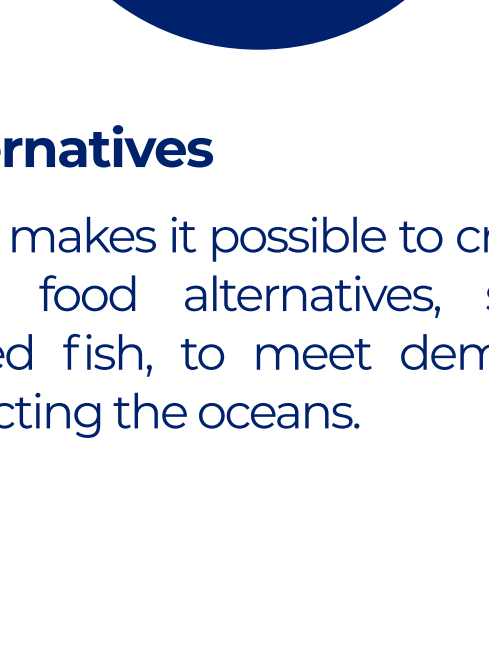 ernatives
makes it possible to cr
food alternatives, s
ed fish, to meet dem
cting the oceans.